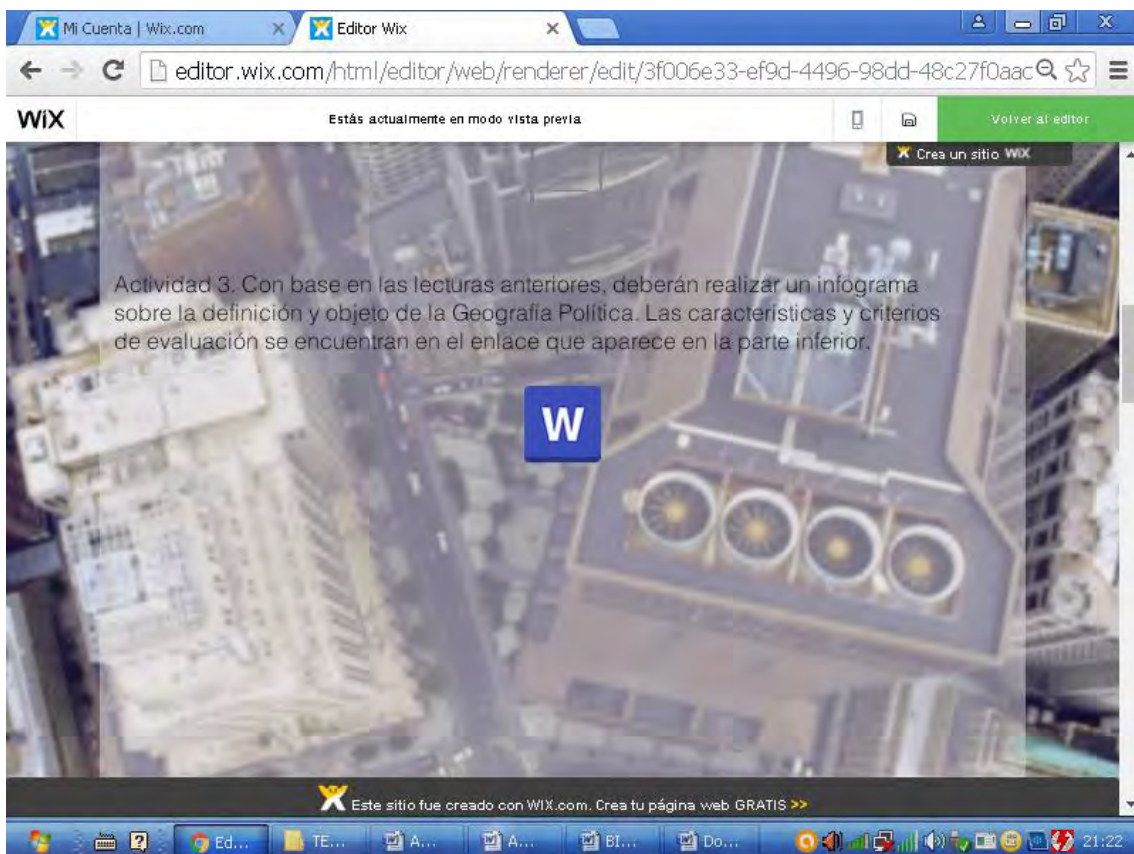 Mi Cuenta | Wix.com
Editor Wix
editor.wix.com/html/editor/web/renderer/edit/3f006e33-ef9d-4496-98dd-48c27f0aac
WiX
Estás actualmente en modo vista previa
Volver al editor
Crea un sitio WiX
Actividad 3. Con base en las lecturas anteriores, deberán realizar un infograma
sobre la definición y objeto de la Geografía Política. Las características y criterios
de evaluación se encuentran en el enlace que aparece en la parte inferior.
W
Este sitio fue creado con WIX.com. Crea tu página web GRATIS >>
Ed... TE... A... A... BI... Do... 21:22